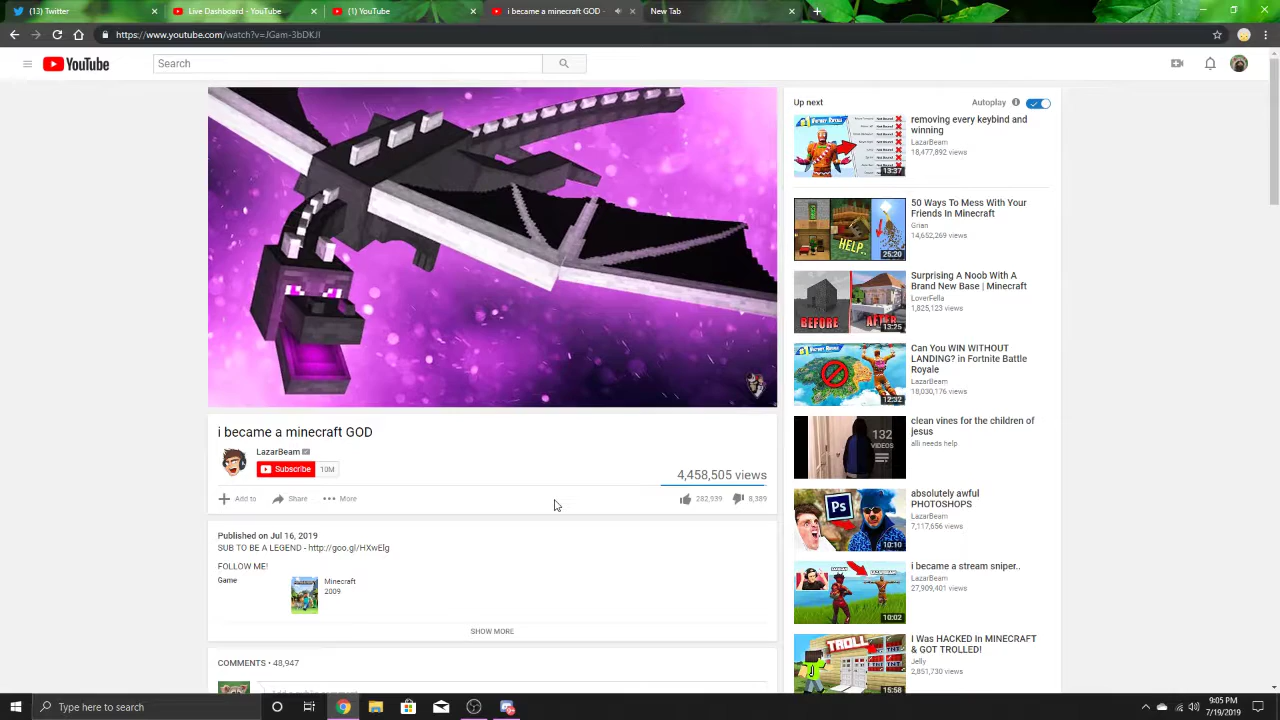 (13) Twitter
Live Dashboard - YouTube
(1) YouTube
i became a minecraft GOD -
New Tab
https://www.youtube.com/watch?v=JGam-3bDKJI
YouTube
Search
Up next
Autoplay
removing every keybind and
winning
LazarBeam
18,477,892 views
13:37
50 Ways To Mess With Your
Friends In Minecraft
Grian
14,652,269 views
HELP..
25:20
Surprising A Noob With A
Brand New Base | Minecraft
LoverFella
1,825,123 views
BEFORE
AFTER
13:25
Can You WIN WITHOUT
LANDING? in Fortnite Battle
Royale
LazarBeam
18,030,176 views
12:32
clean vines for the children of
jesus
alli needs help
132
VIDEOS
absolutely awful
PHOTOSHOPS
LazarBeam
7,117,656 views
Ps
10:10
i became a stream sniper..
LazarBeam
27,909,401 views
10:02
I Was HACKED In MINECRAFT
& GOT TROLLED!
Jelly
2,851,730 views
TROLL
15:58
i became a minecraft GOD
LazarBeam
Subscribe
10M
4,458,505 views
Add to
Share
More
282,939
8,389
Published on Jul 16, 2019
SUB TO BE A LEGEND - http://goo.gl/HXwElg
FOLLOW ME!
Game
Minecraft
2009
SHOW MORE
COMMENTS • 48,947
Type here to search
9:05 PM
7/19/2019